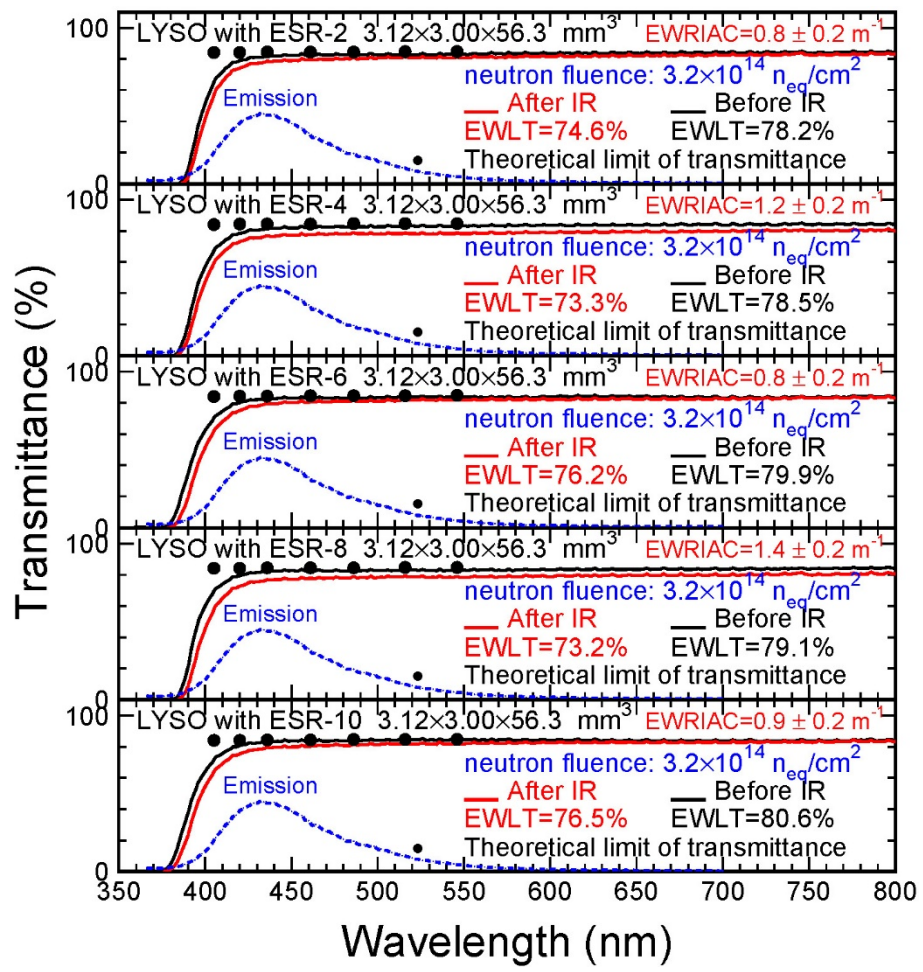 Transmittance (%)
100
LYSO with ESR-2 3.12×3.00×56.3 mm³ EWRIAC=0.8 ± 0.2 m⁻¹
neutron fluence: 3.2×10¹⁴ n_eq/cm²
Emission
After IR Before IR
EWLT=74.6% EWLT=78.2%
Theoretical limit of transmittance
0
100
LYSO with ESR-4 3.12×3.00×56.3 mm³ EWRIAC=1.2 ± 0.2 m⁻¹
neutron fluence: 3.2×10¹⁴ n_eq/cm²
Emission
After IR Before IR
EWLT=73.3% EWLT=78.5%
Theoretical limit of transmittance
0
100
LYSO with ESR-6 3.12×3.00×56.3 mm³ EWRIAC=0.8 ± 0.2 m⁻¹
neutron fluence: 3.2×10¹⁴ n_eq/cm²
Emission
After IR Before IR
EWLT=76.2% EWLT=79.9%
Theoretical limit of transmittance
0
100
LYSO with ESR-8 3.12×3.00×56.3 mm³ EWRIAC=1.4 ± 0.2 m⁻¹
neutron fluence: 3.2×10¹⁴ n_eq/cm²
Emission
After IR Before IR
EWLT=73.2% EWLT=79.1%
Theoretical limit of transmittance
0
100
LYSO with ESR-10 3.12×3.00×56.3 mm³ EWRIAC=0.9 ± 0.2 m⁻¹
neutron fluence: 3.2×10¹⁴ n_eq/cm²
Emission
After IR Before IR
EWLT=76.5% EWLT=80.6%
Theoretical limit of transmittance
0
350 400 450 500 550 600 650 700 750 800
Wavelength (nm)